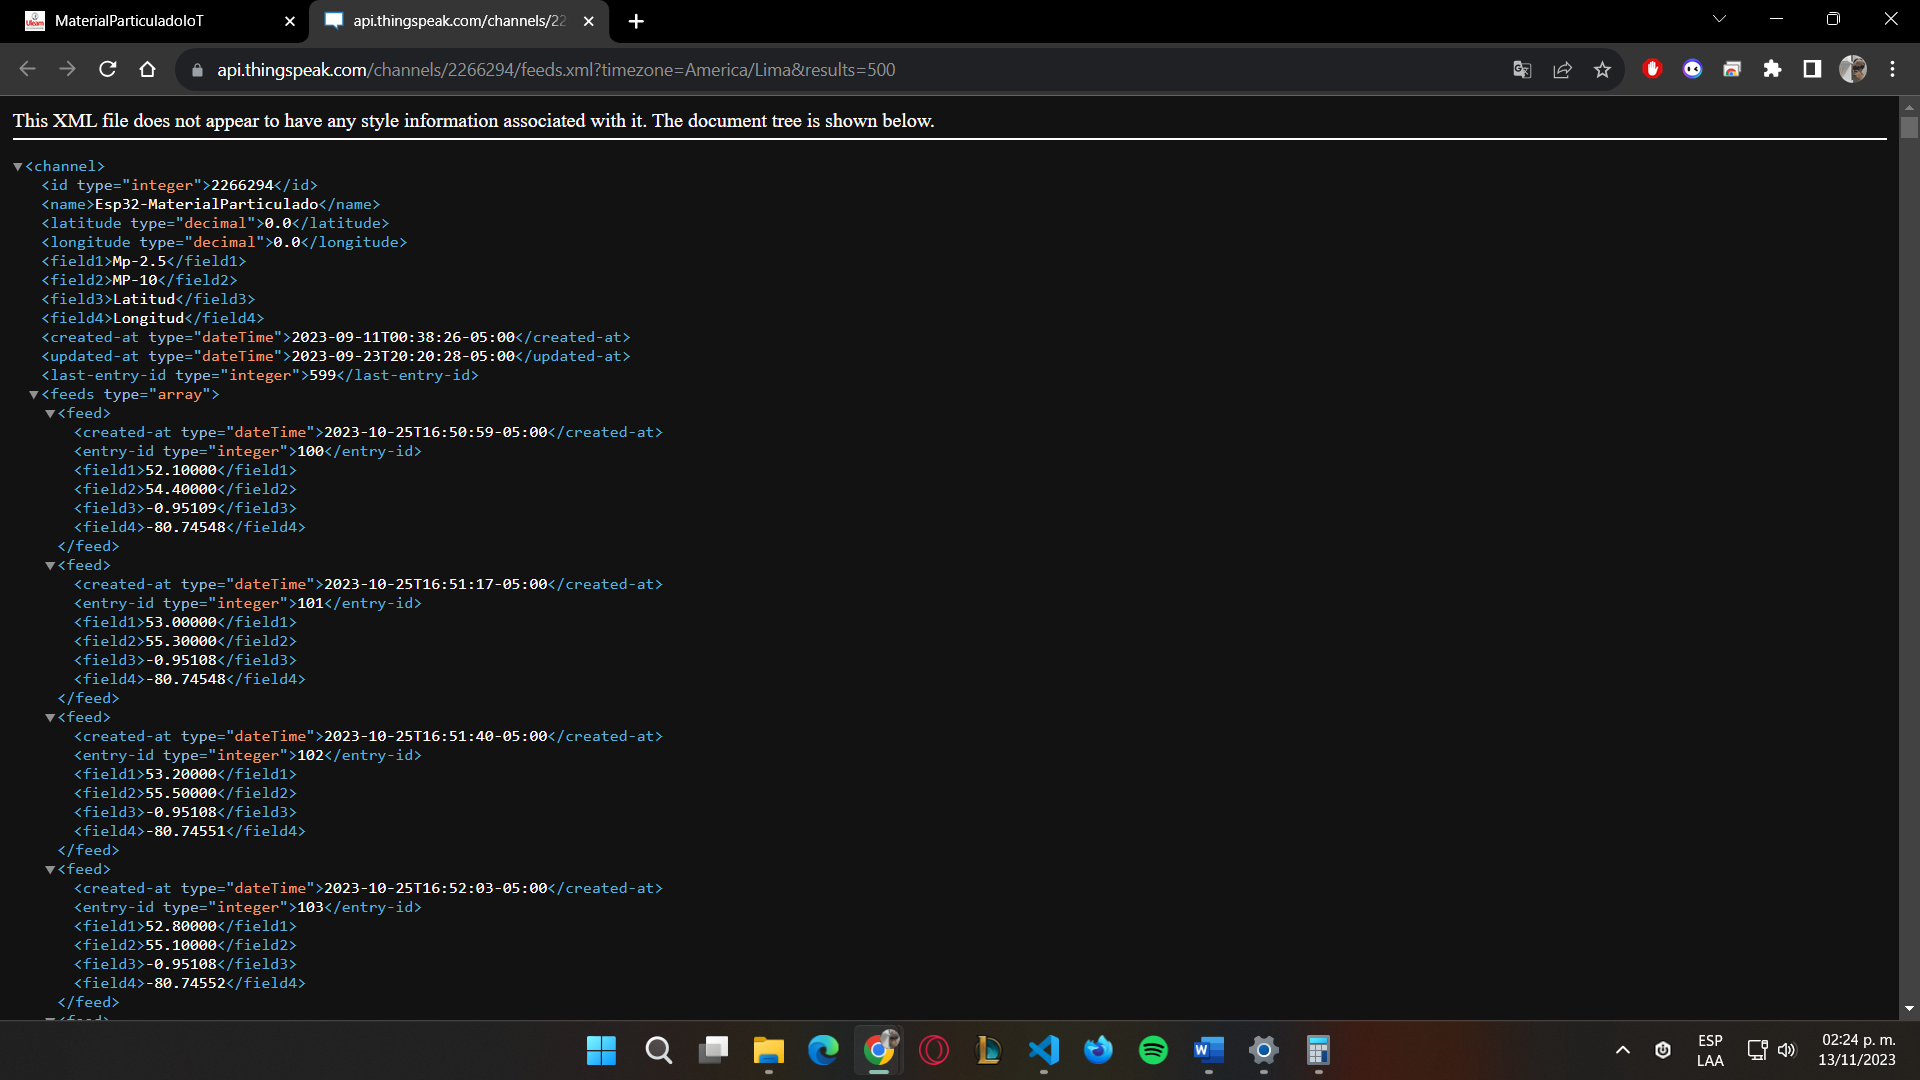 MaterialParticuladoIoT
api.thingspeak.com/channels/22
api.thingspeak.com/channels/2266294/feeds.xml?timezone=America/Lima&results=500
This XML file does not appear to have any style information associated with it. The document tree is shown below.
<channel>
<id type="integer">2266294</id>
<name>Esp32-MaterialParticulado</name>
<latitude type="decimal">0.0</latitude>
<longitude type="decimal">0.0</longitude>
<field1>Mp-2.5</field1>
<field2>MP-10</field2>
<field3>Latitud</field3>
<field4>Longitud</field4>
<created-at type="dateTime">2023-09-11T00:38:26-05:00</created-at>
<updated-at type="dateTime">2023-09-23T20:20:28-05:00</updated-at>
<last-entry-id type="integer">599</last-entry-id>
<feeds type="array">
<feed>
<created-at type="dateTime">2023-10-25T16:50:59-05:00</created-at>
<entry-id type="integer">100</entry-id>
<field1>52.10000</field1>
<field2>54.40000</field2>
<field3>-0.95109</field3>
<field4>-80.74548</field4>
</feed>
<feed>
<created-at type="dateTime">2023-10-25T16:51:17-05:00</created-at>
<entry-id type="integer">101</entry-id>
<field1>53.00000</field1>
<field2>55.30000</field2>
<field3>-0.95108</field3>
<field4>-80.74548</field4>
</feed>
<feed>
<created-at type="dateTime">2023-10-25T16:51:40-05:00</created-at>
<entry-id type="integer">102</entry-id>
<field1>53.20000</field1>
<field2>55.50000</field2>
<field3>-0.95108</field3>
<field4>-80.74551</field4>
</feed>
<feed>
<created-at type="dateTime">2023-10-25T16:52:03-05:00</created-at>
<entry-id type="integer">103</entry-id>
<field1>52.80000</field1>
<field2>55.10000</field2>
<field3>-0.95108</field3>
<field4>-80.74552</field4>
</feed>
<feed>
ESP
LAA
02:24 p. m.
13/11/2023